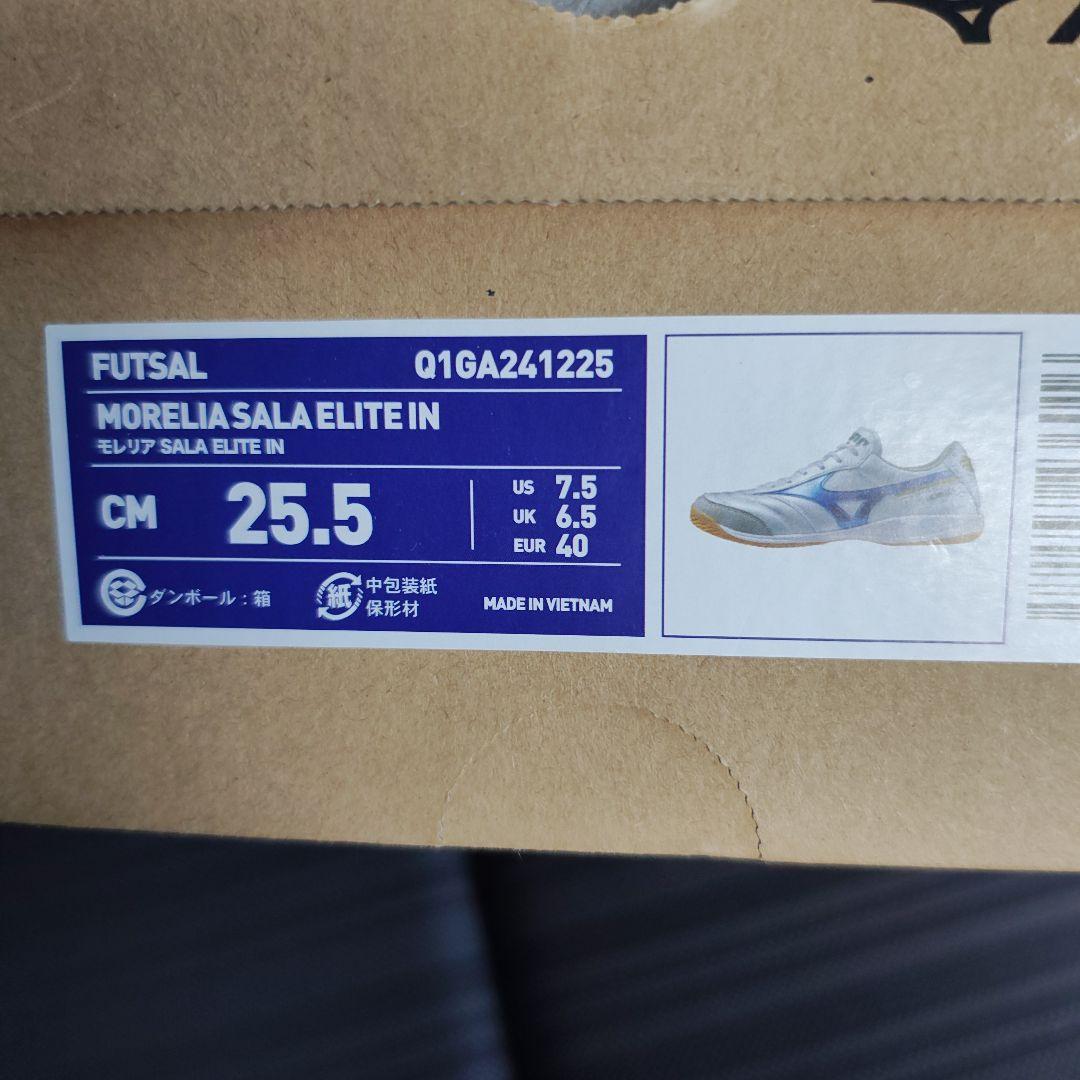 FUTSAL Q1GA241225
MORELIA SALA ELITE IN
モレリア SALA ELITE IN
CM 25.5
US 7.5
UK 6.5
EUR 40
ダンボール:箱
紙 中包装紙
保形材
MADE IN VIETNAM